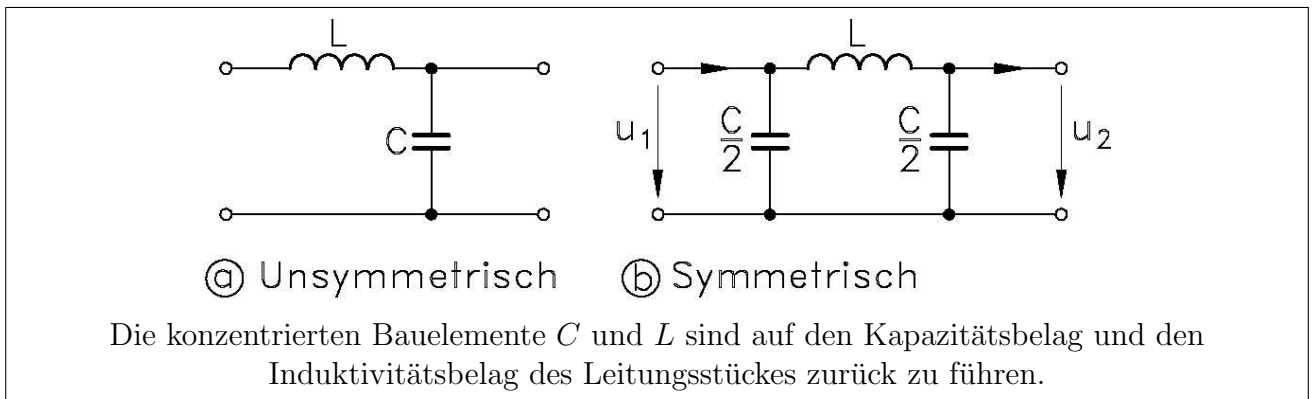 L
C
ⓐ Unsymmetrisch
L
u₁
C/2
C/2
u₂
ⓑ Symmetrisch
Die konzentrierten Bauelemente C und L sind auf den Kapazitätsbelag und den
Induktivitätsbelag des Leitungsstückes zurück zu führen.